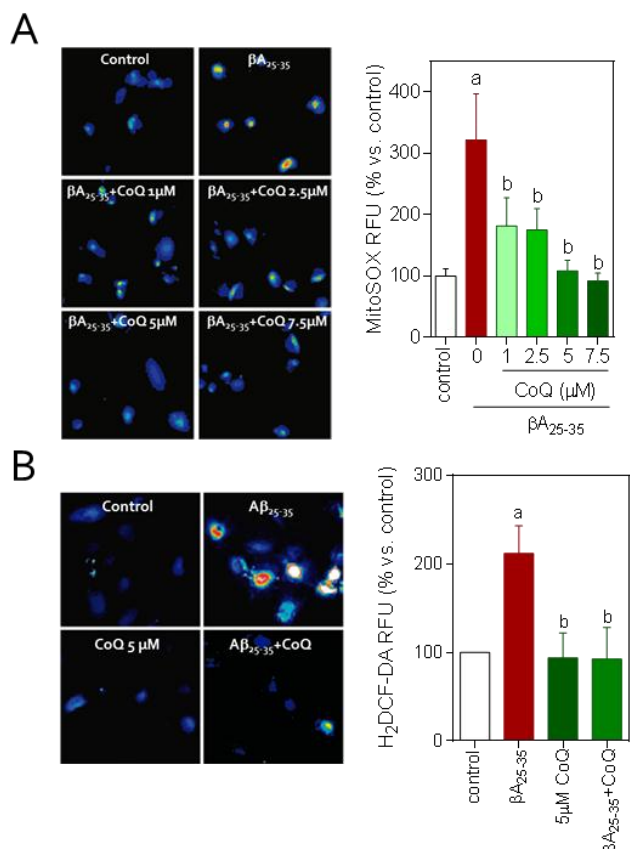 A
Control
βA25-35
βA25-35+CoQ 1µM
βA25-35+CoQ 2.5µM
βA25-35+CoQ 5µM
βA25-35+CoQ 7.5µM
MitoSOX RFU (% vs. control)
400
300
200
100
0
a
b
b
b
b
control
0
1
2.5
5
7.5
CoQ (µM)
βA25-35
B
Control
Aβ25-35
CoQ 5 µM
Aβ25-35+CoQ
H2DCF-DA RFU (% vs. control)
300
200
100
0
a
b
b
control
βA25-35
5µM CoQ
βA25-35+CoQ